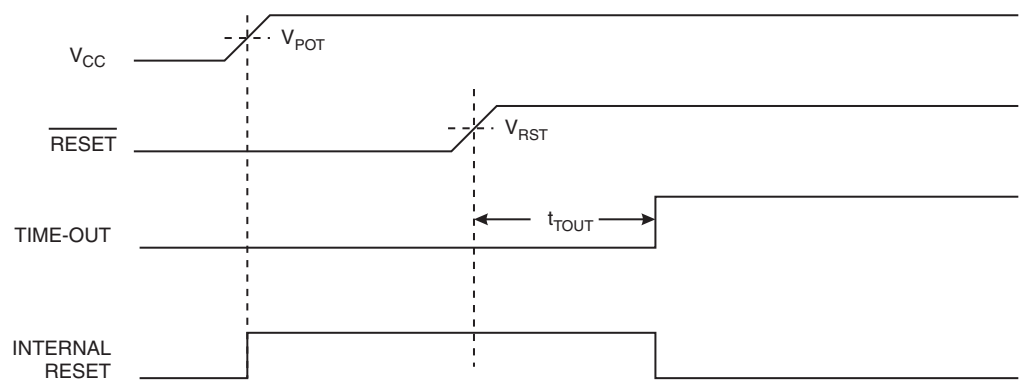 V_CC
V_POT
RESET
V_RST
TIME-OUT
t_TOUT
INTERNAL
RESET